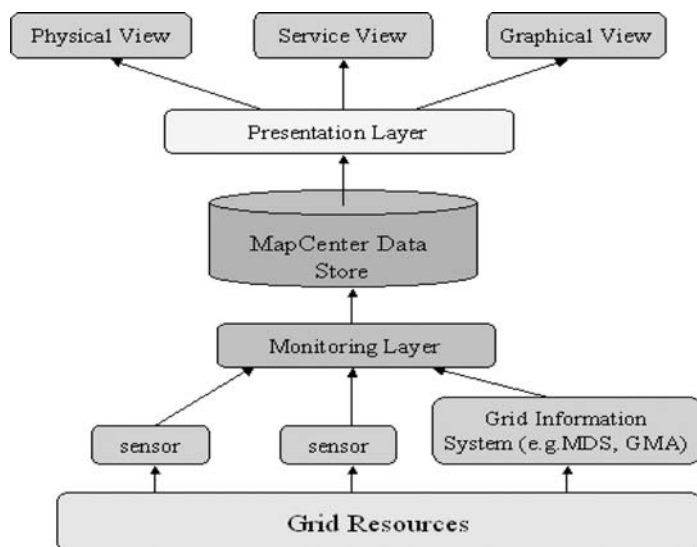 Physical View
Service View
Graphical View
Presentation Layer
MapCenter Data
Store
Monitoring Layer
sensor
sensor
Grid Information
System (e.g.MDS, GMA)
Grid Resources